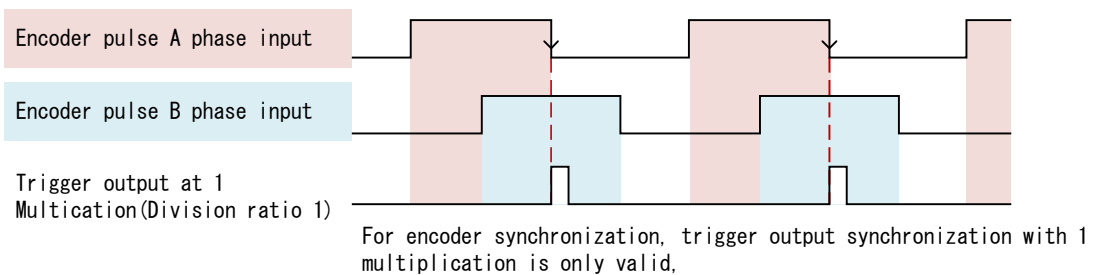 Encoder pulse A phase input
Encoder pulse B phase input
Trigger output at 1
Multication(Division ratio 1)
For encoder synchronization, trigger output synchronization with 1
multiplication is only valid,